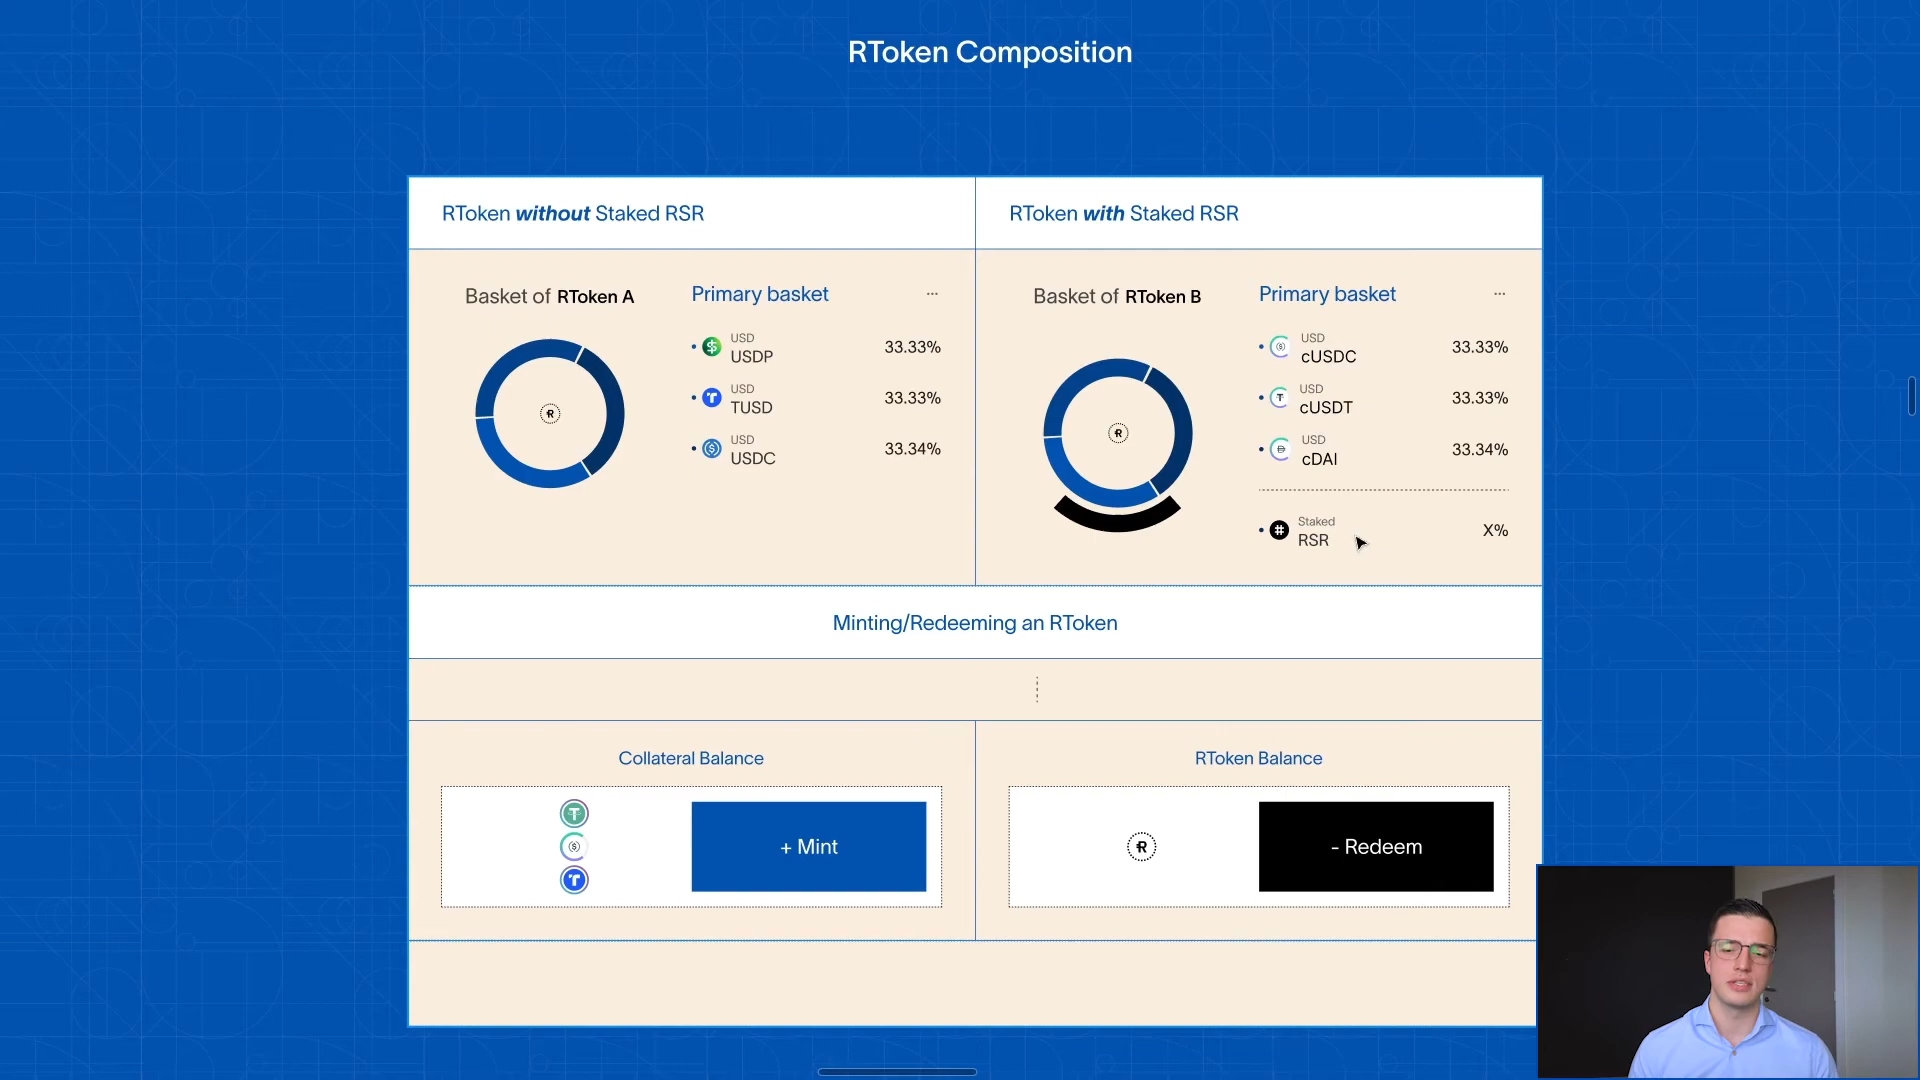 RToken Composition
RToken without Staked RSR
RToken with Staked RSR
Basket of RToken A
Primary basket
...
USD
USDP
33.33%
USD
TUSD
33.33%
USD
USDC
33.34%
Basket of RToken B
Primary basket
...
USD
cUSDC
33.33%
USD
cUSDT
33.33%
USD
cDAI
33.34%
Staked
RSR
X%
Minting/Redeeming an RToken
Collateral Balance
+ Mint
RToken Balance
- Redeem